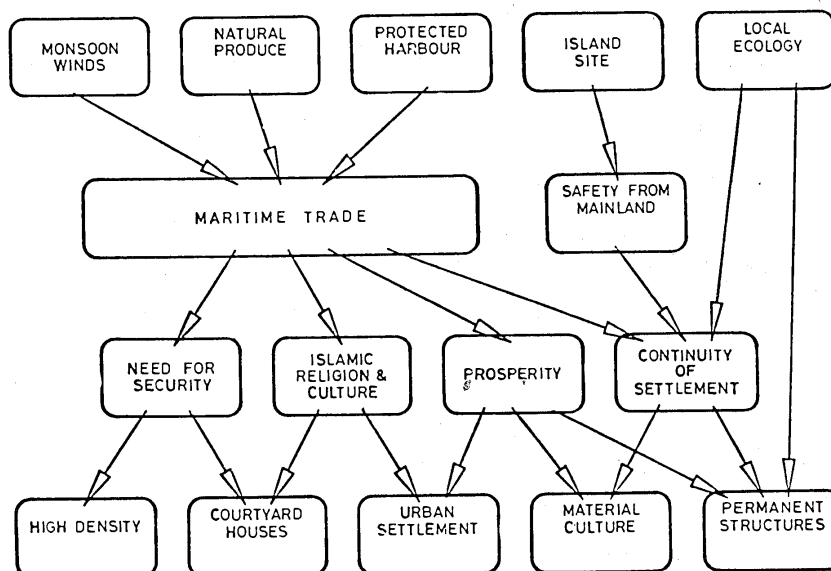 MONSOON
WINDS
NATURAL
PRODUCE
PROTECTED
HARBOUR
ISLAND
SITE
LOCAL
ECOLOGY
MARITIME TRADE
SAFETY FROM
MAINLAND
NEED FOR
SECURITY
ISLAMIC
RELIGION &
CULTURE
PROSPERITY
CONTINUITY
OF
SETTLEMENT
HIGH DENSITY
COURTYARD
HOUSES
URBAN
SETTLEMENT
MATERIAL
CULTURE
PERMANENT
STRUCTURES